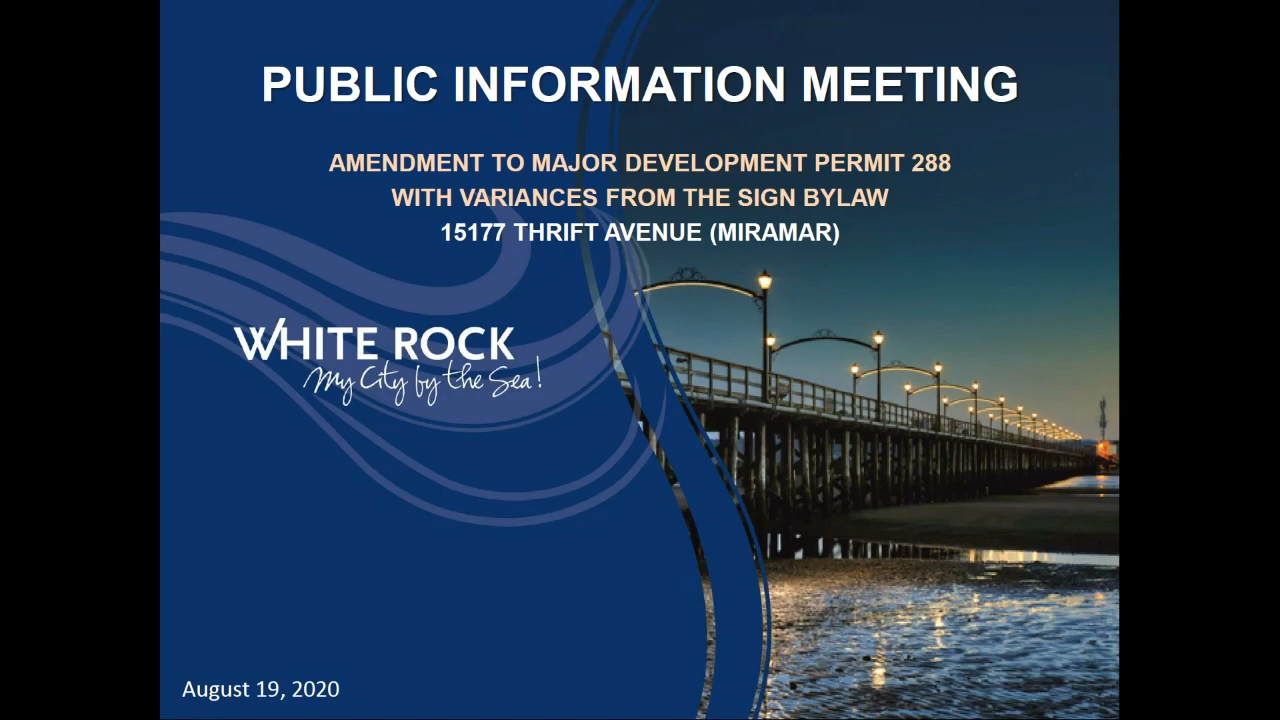 PUBLIC INFORMATION MEETING
AMENDMENT TO MAJOR DEVELOPMENT PERMIT 288
WITH VARIANCES FROM THE SIGN BYLAW
15177 THRIFT AVENUE (MIRAMAR)
WHITE ROCK
My City by the Sea!
August 19, 2020